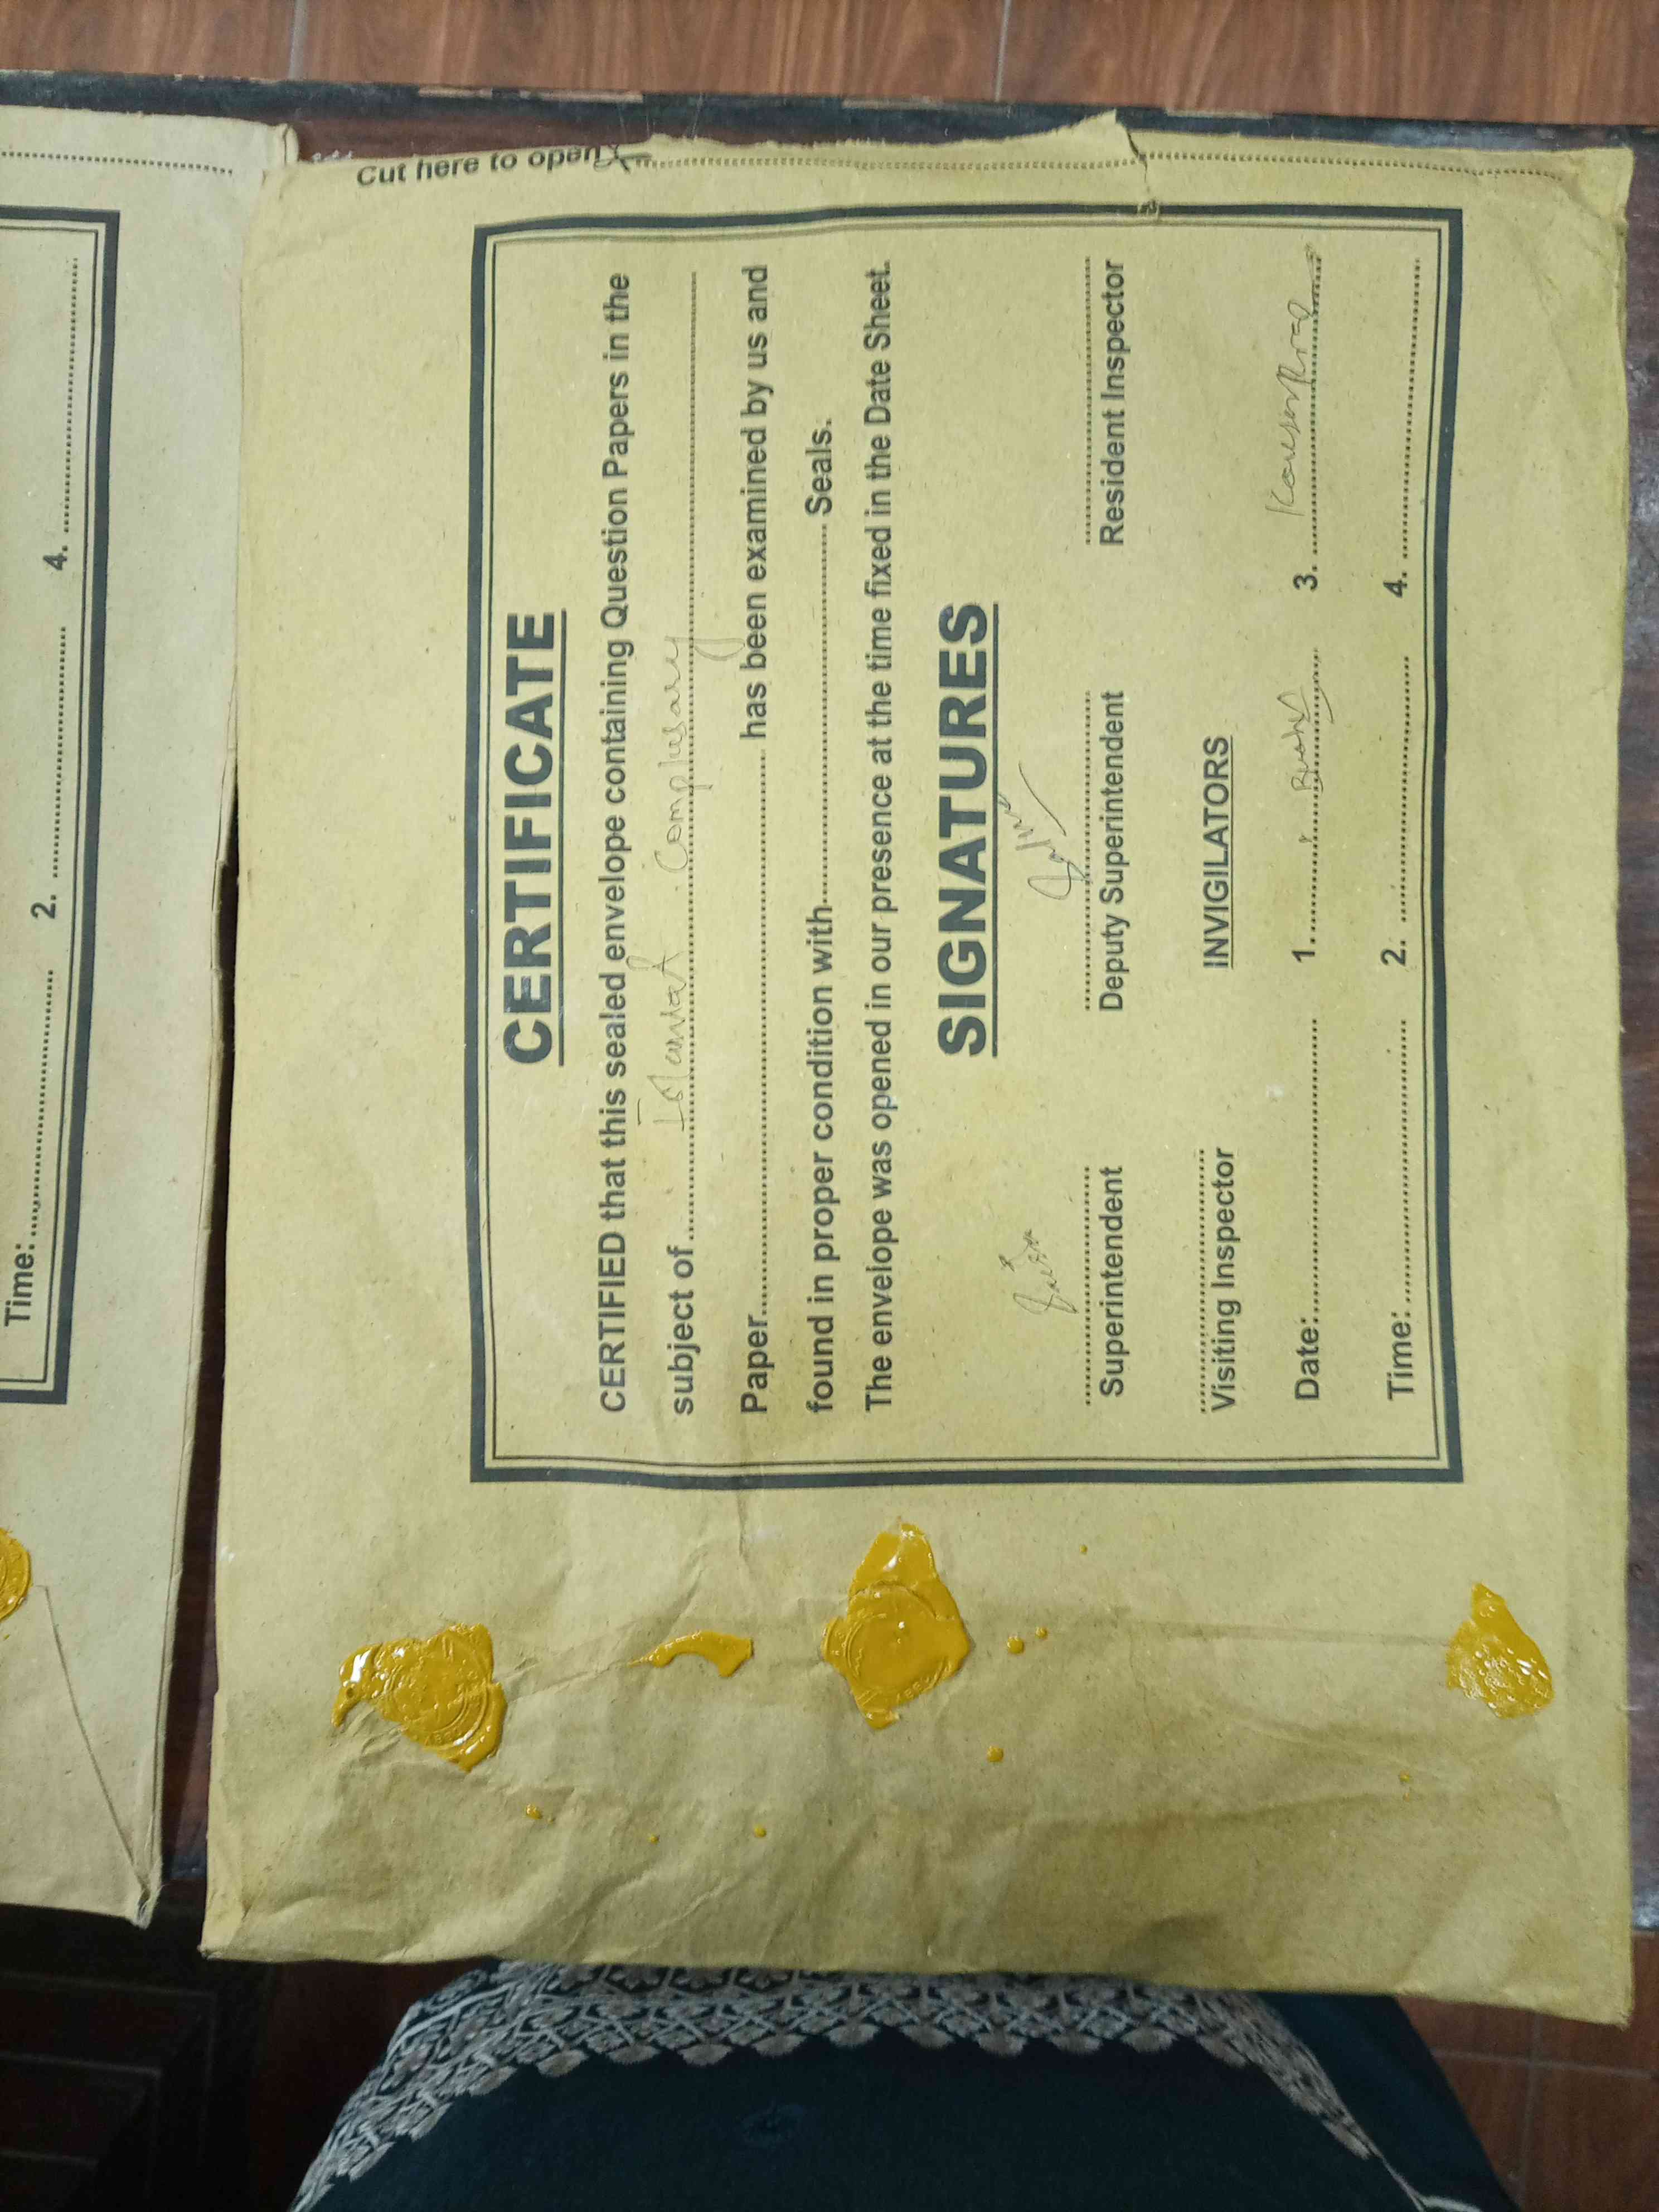 Time:.......... 2. .......... 4. ..........
Cut here to open
CERTIFICATE
CERTIFIED that this sealed envelope containing Question Papers in the
subject of.......... Islamiat Complusary
Paper.......... has been examined by us and
found in proper condition with.......... Seals.
The envelope was opened in our presence at the time fixed in the Date Sheet.
SIGNATURES
Superintendent Deputy Superintendent Resident Inspector
Visiting Inspector INVIGILATORS
Date:.......... 1........... 3. ..........
Time:.......... 2. .......... 4. ..........